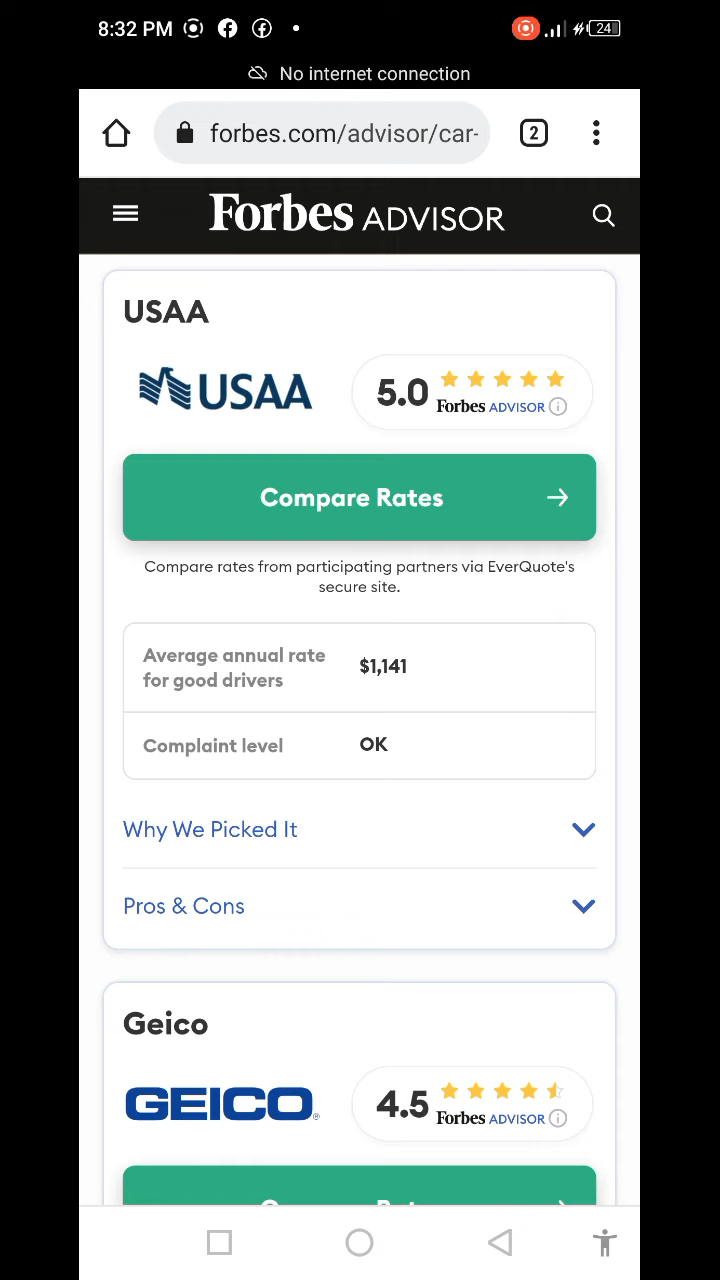 8:32 PM
24
No internet connection
forbes.com/advisor/car-
2
Forbes ADVISOR
USAA
USAA
5.0
Forbes ADVISOR
Compare Rates
Compare rates from participating partners via EverQuote's
secure site.
Average annual rate
for good drivers
$1,141
Complaint level
OK
Why We Picked It
Pros & Cons
Geico
GEICO
4.5
Forbes ADVISOR